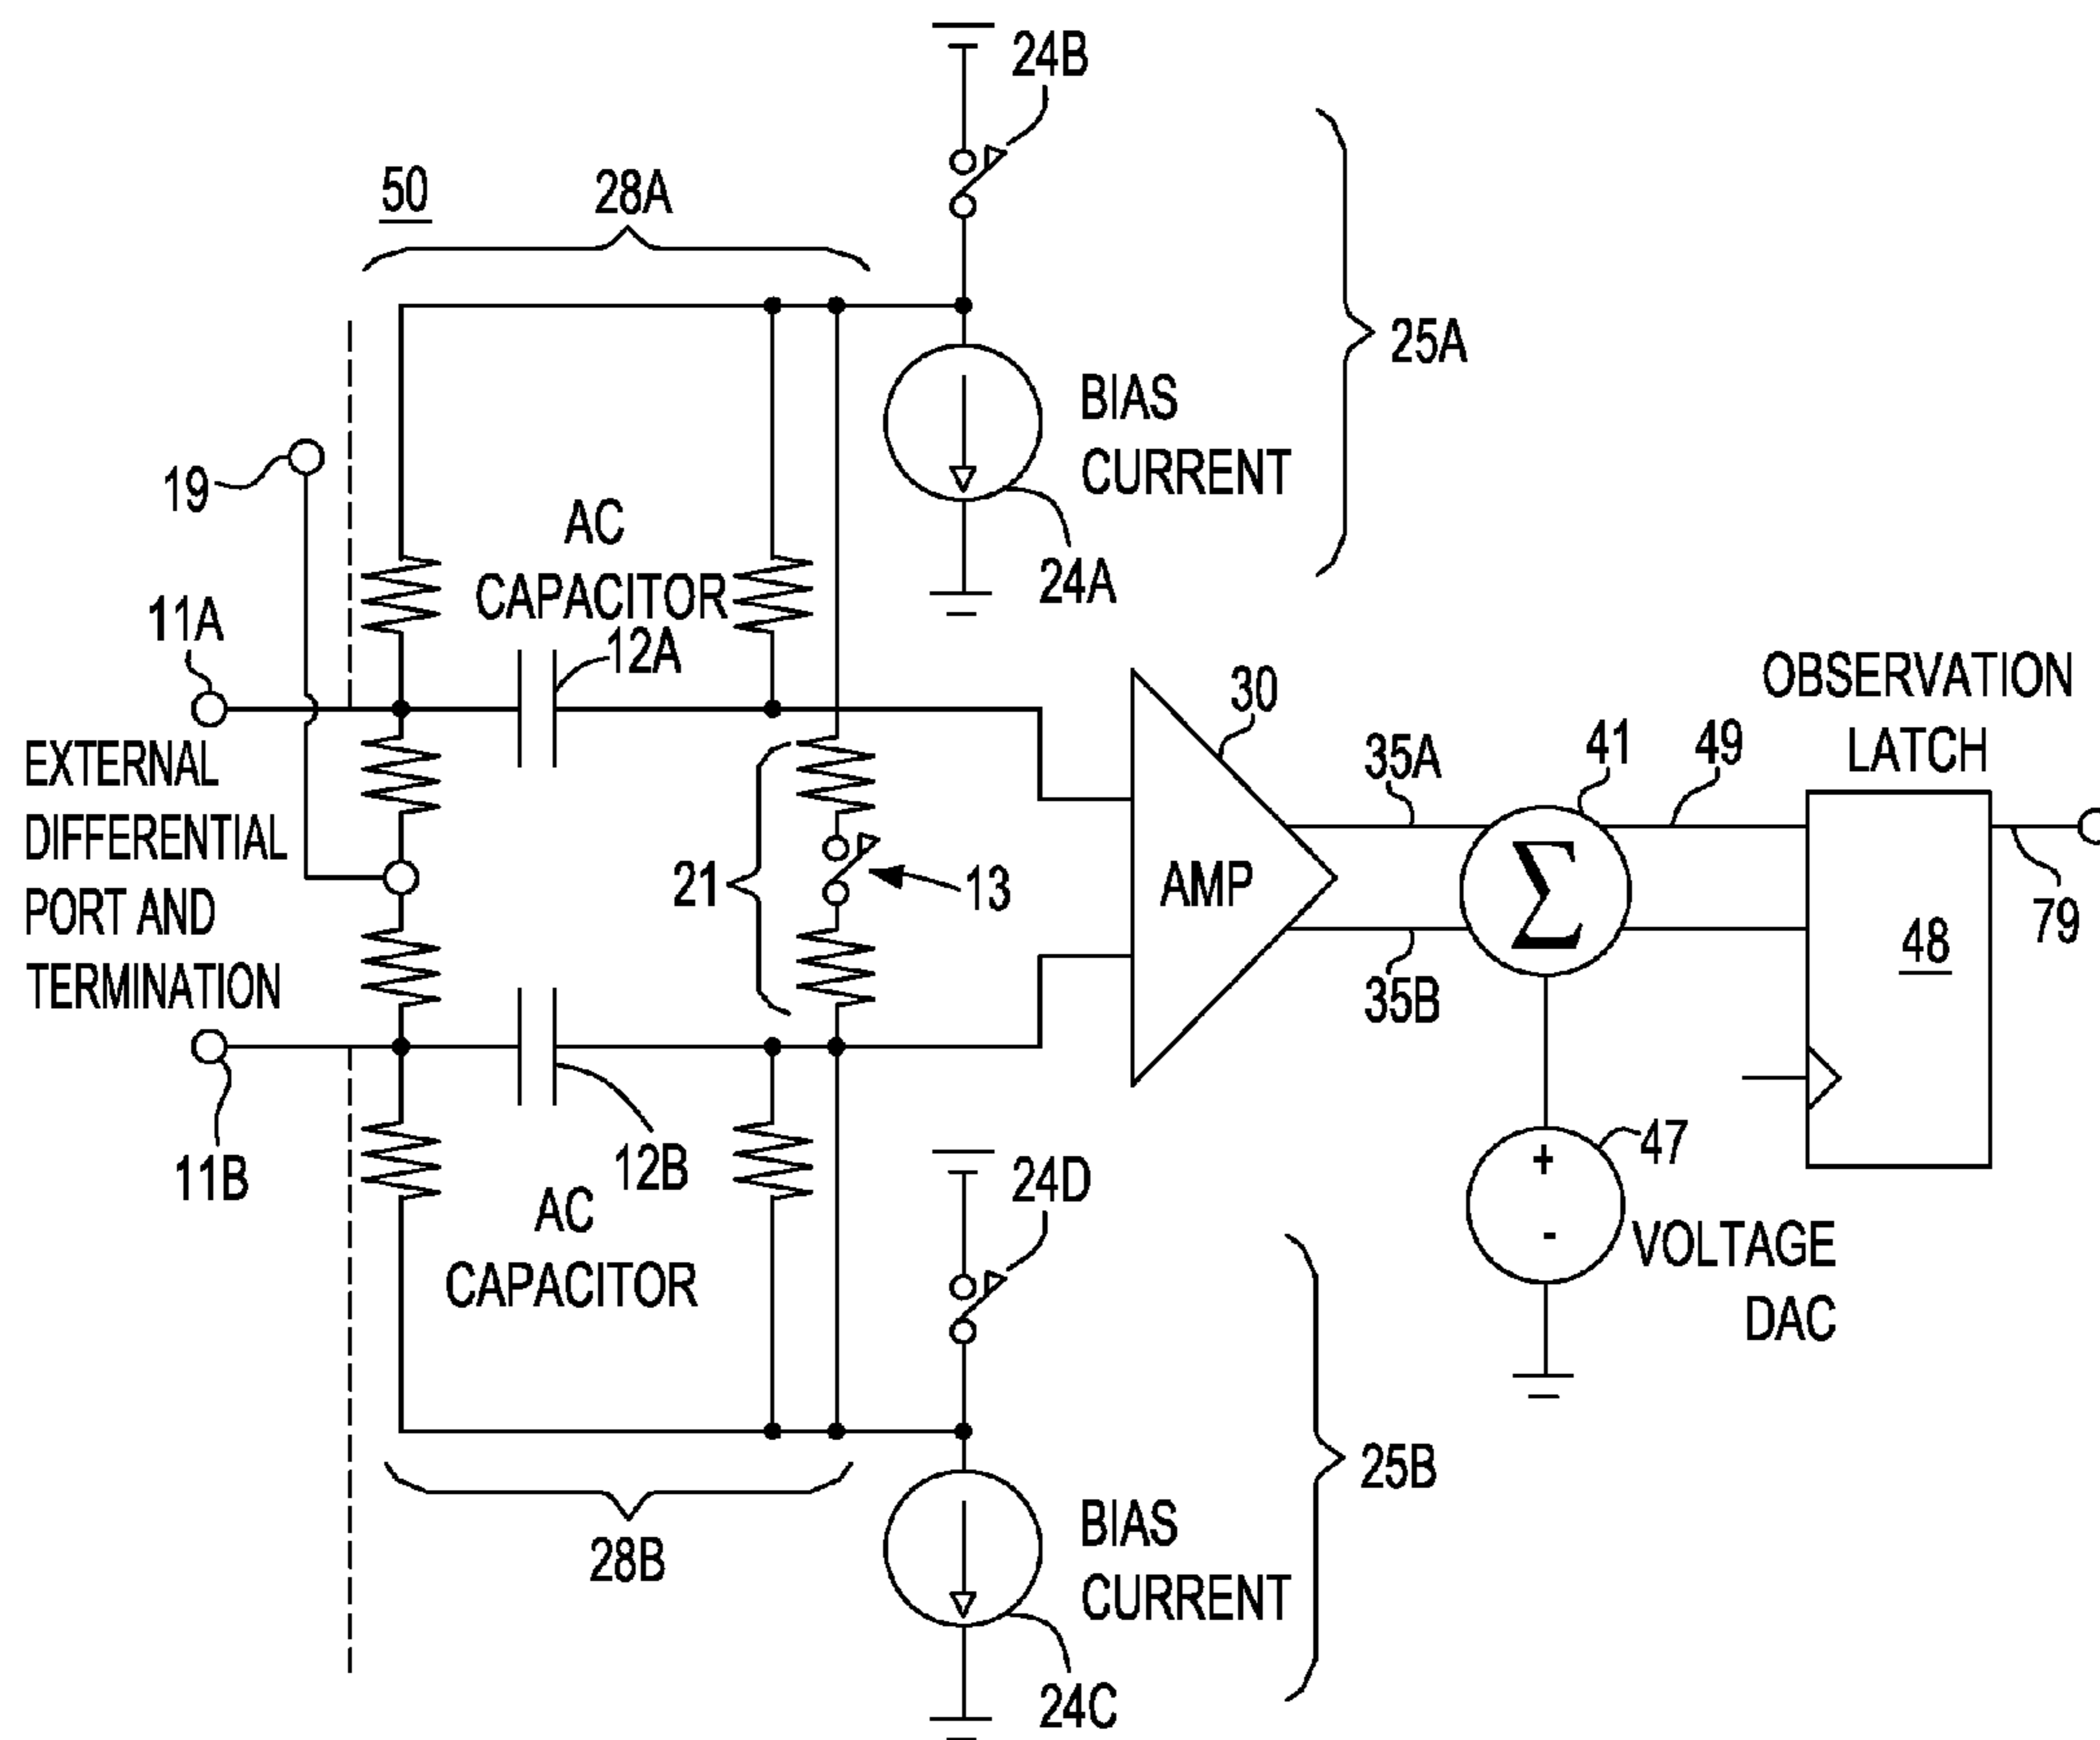 24B
50
28A
25A
BIAS
CURRENT
19
24A
AC
CAPACITOR
12A
11A
30
OBSERVATION
LATCH
EXTERNAL
DIFFERENTIAL
PORT AND
TERMINATION
35A
41
49
21
13
AMP
Σ
48
79
35B
11B
12B
AC
CAPACITOR
24D
47
+
-
VOLTAGE
DAC
25B
28B
BIAS
CURRENT
24C